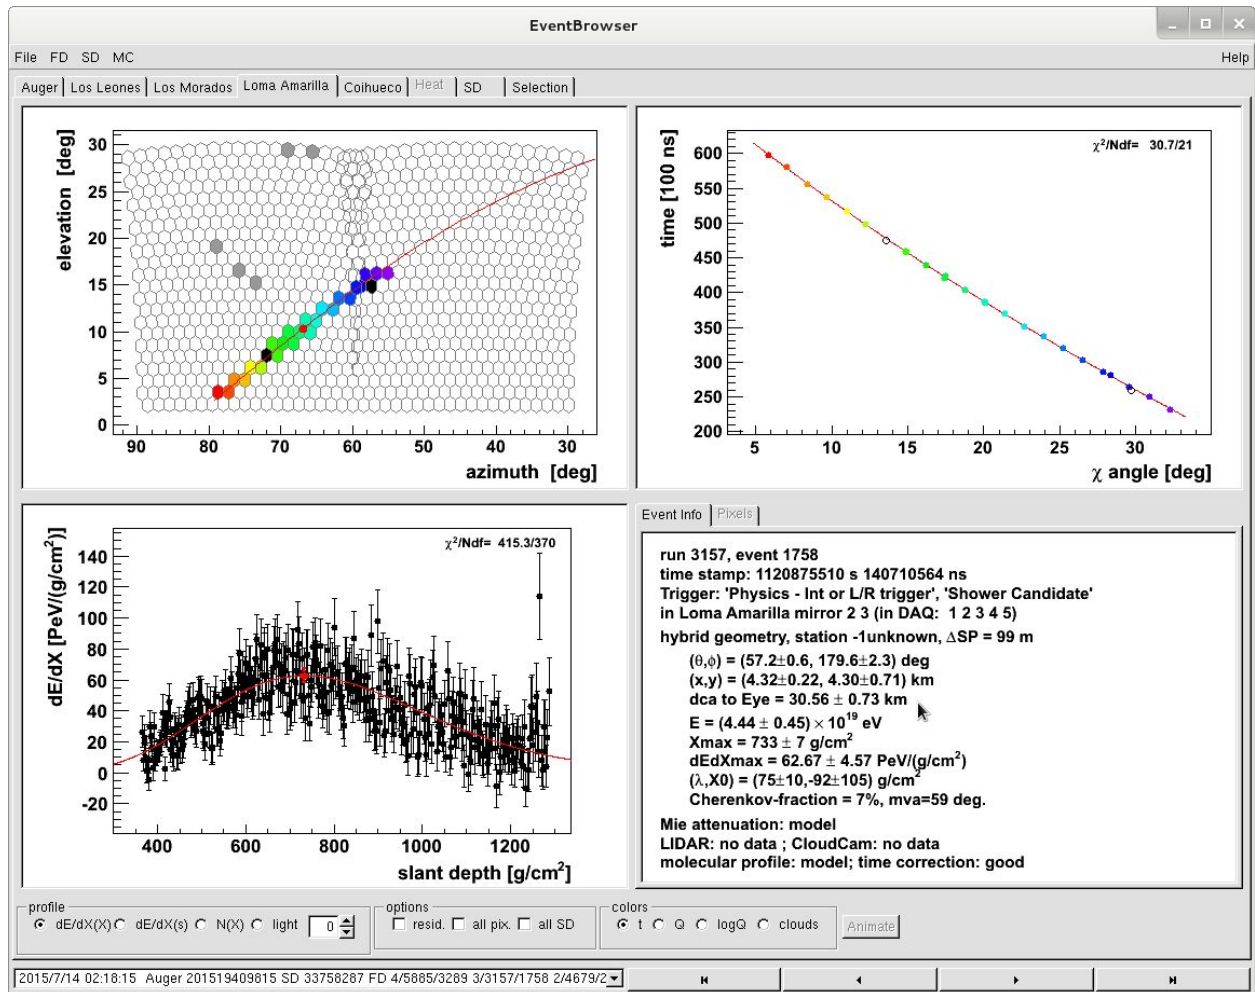 EventBrowser
File FD SD MC Help
Auger Los Leones Los Morados Loma Amarilla Coihueco Heat SD Selection
elevation [deg]
30
25
20
15
10
5
0
90 80 70 60 50 40 30
azimuth [deg]
χ²/Ndf= 30.7/21
time [100 ns]
600
550
500
450
400
350
300
250
200
5 10 15 20 25 30
χ angle [deg]
χ²/Ndf= 415.3/370
dE/dX [PeV/(g/cm²)]
140
120
100
80
60
40
20
0
-20
400 600 800 1000 1200
slant depth [g/cm²]
Event Info Pixels
run 3157, event 1758
time stamp: 1120875510 s 140710564 ns
Trigger: 'Physics - Int or L/R trigger', 'Shower Candidate'
in Loma Amarilla mirror 2 3 (in DAQ: 1 2 3 4 5)
hybrid geometry, station -1unknown, ΔSP = 99 m
(θ,ϕ) = (57.2±0.6, 179.6±2.3) deg
(x,y) = (4.32±0.22, 4.30±0.71) km
dca to Eye = 30.56 ± 0.73 km
E = (4.44 ± 0.45) × 10¹⁹ eV
Xmax = 733 ± 7 g/cm²
dEdXmax = 62.67 ± 4.57 PeV/(g/cm²)
(λ,X0) = (75±10,-92±105) g/cm²
Cherenkov-fraction = 7%, mva=59 deg.
Mie attenuation: model
LIDAR: no data ; CloudCam: no data
molecular profile: model; time correction: good
profile
dE/dX(X) dE/dX(s) N(X) light 0
options
resid. all pix. all SD
colors
t Q logQ clouds
Animate
2015/7/14 02:18:15 Auger 201519409815 SD 33758287 FD 4/5885/3289 3/3157/1758 2/4679/2